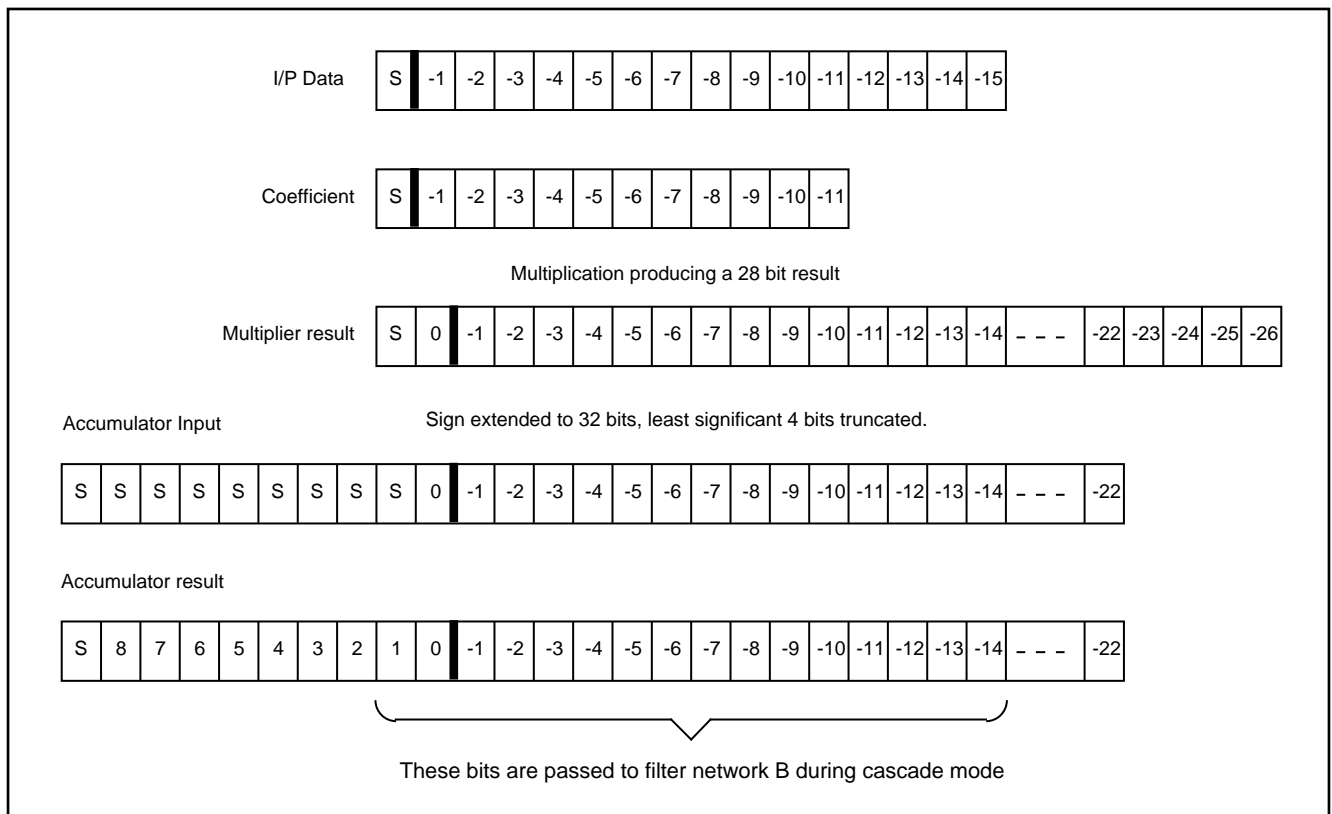 I/P Data S -1 -2 -3 -4 -5 -6 -7 -8 -9 -10 -11 -12 -13 -14 -15
Coefficient S -1 -2 -3 -4 -5 -6 -7 -8 -9 -10 -11
Multiplication producing a 28 bit result
Multiplier result S 0 -1 -2 -3 -4 -5 -6 -7 -8 -9 -10 -11 -12 -13 -14 - - - -22 -23 -24 -25 -26
Accumulator Input Sign extended to 32 bits, least significant 4 bits truncated.
S S S S S S S S S 0 -1 -2 -3 -4 -5 -6 -7 -8 -9 -10 -11 -12 -13 -14 - - - -22
Accumulator result
S 8 7 6 5 4 3 2 1 0 -1 -2 -3 -4 -5 -6 -7 -8 -9 -10 -11 -12 -13 -14 - - - -22
These bits are passed to filter network B during cascade mode